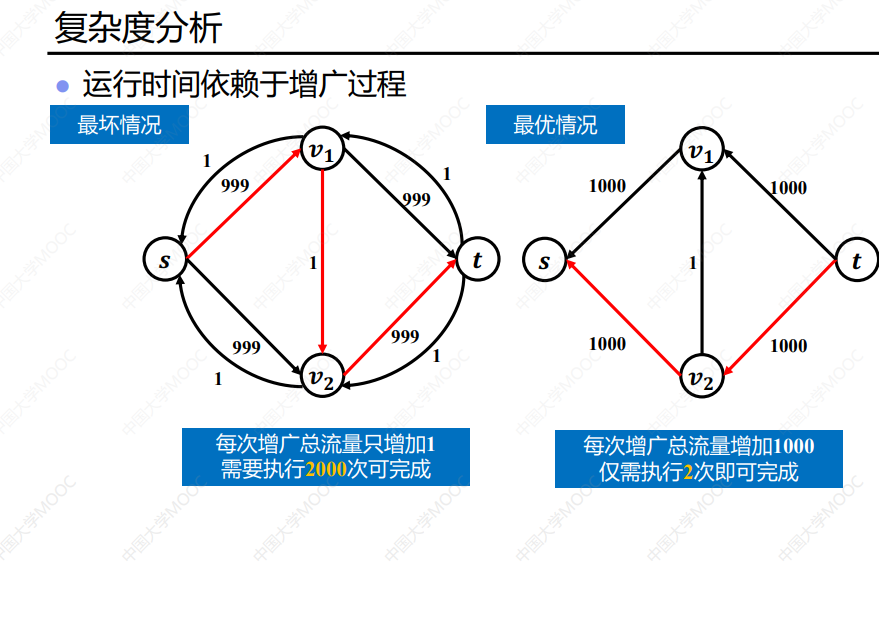 复杂度分析
运行时间依赖于增广过程
最坏情况
最优情况
v1
1
1
999
999
s
1
t
999
999
1
1
v2
v1
1000
1000
s
1
t
1000
1000
v2
每次增广总流量只增加1
需要执行2000次可完成
每次增广总流量增加1000
仅需执行2次即可完成
中国大学MOOC